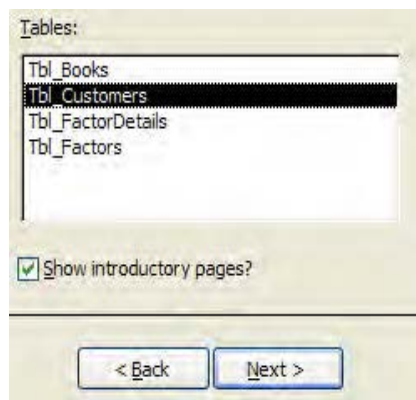 Tables:
Tbl_Books
Tbl_Customers
Tbl_FactorDetails
Tbl_Factors
Show introductory pages?
< Back
Next >